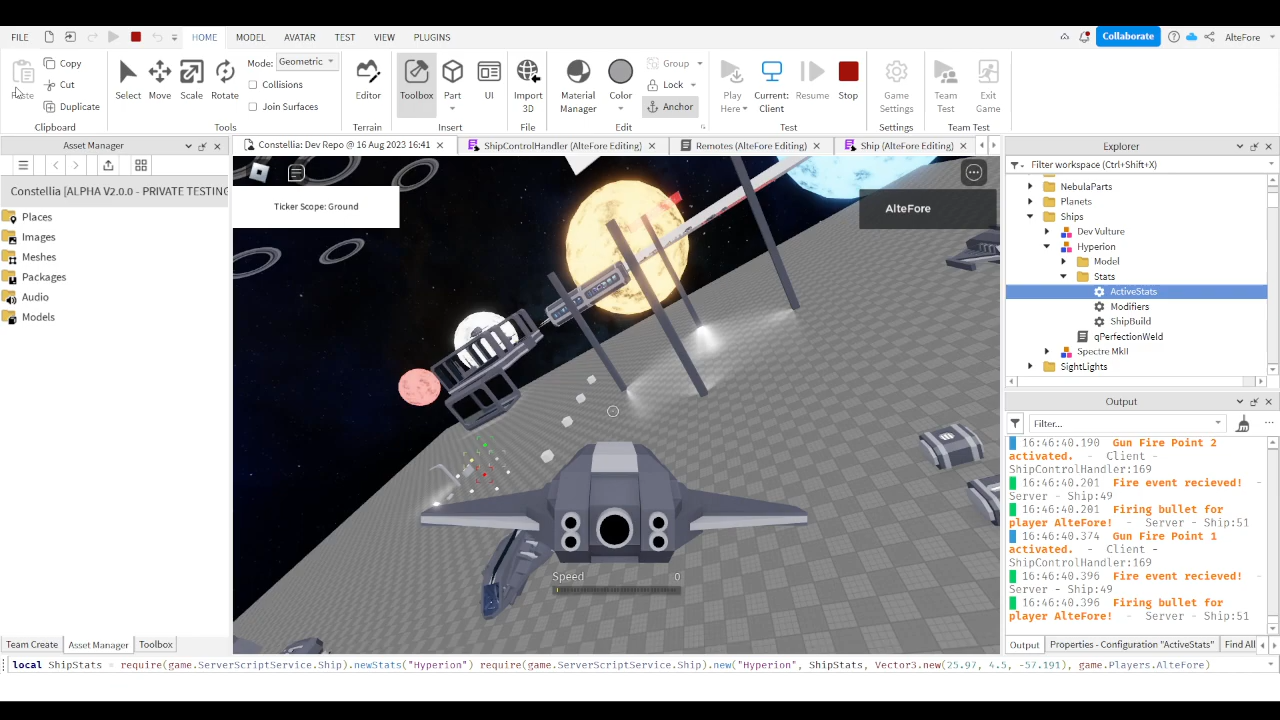 FILE HOME MODEL AVATAR TEST VIEW PLUGINS Collaborate AlteFore
Paste Copy Cut Duplicate Clipboard
Select Move Scale Rotate Mode: Geometric Collisions Join Surfaces Tools
Editor Terrain
Toolbox Part UI Insert
Import 3D File
Material Manager Color Group Lock Anchor Edit
Play Here Current: Client Resume Stop Test
Game Settings Settings
Team Test Exit Game Team Test
Asset Manager
Constellia [ALPHA V2.0.0 - PRIVATE TESTING
Places
Images
Meshes
Packages
Audio
Models
Team Create Asset Manager Toolbox
Constellia: Dev Repo @ 16 Aug 2023 16:41 ShipControlHandler (AlteFore Editing) Remotes (AlteFore Editing) Ship (AlteFore Editing)
Ticker Scope: Ground
AlteFore
Speed 0
Explorer
Filter workspace (Ctrl+Shift+X)
NebulaParts
Planets
Ships
Dev Vulture
Hyperion
Model
Stats
ActiveStats
Modifiers
ShipBuild
qPerfectionWeld
Spectre MkII
SightLights
Output
Filter...
16:46:40.190 Gun Fire Point 2
activated. - Client -
ShipControlHandler:169
16:46:40.201 Fire event recieved! -
Server - Ship:49
16:46:40.201 Firing bullet for
player AlteFore! - Server - Ship:51
16:46:40.374 Gun Fire Point 1
activated. - Client -
ShipControlHandler:169
16:46:40.396 Fire event recieved! -
Server - Ship:49
16:46:40.396 Firing bullet for
player AlteFore! - Server - Ship:51
Output Properties - Configuration "ActiveStats" Find All
local ShipStats = require(game.ServerScriptService.Ship).newStats("Hyperion") require(game.ServerScriptService.Ship).new("Hyperion", ShipStats, Vector3.new(25.97, 4.5, -57.191), game.Players.AlteFore)